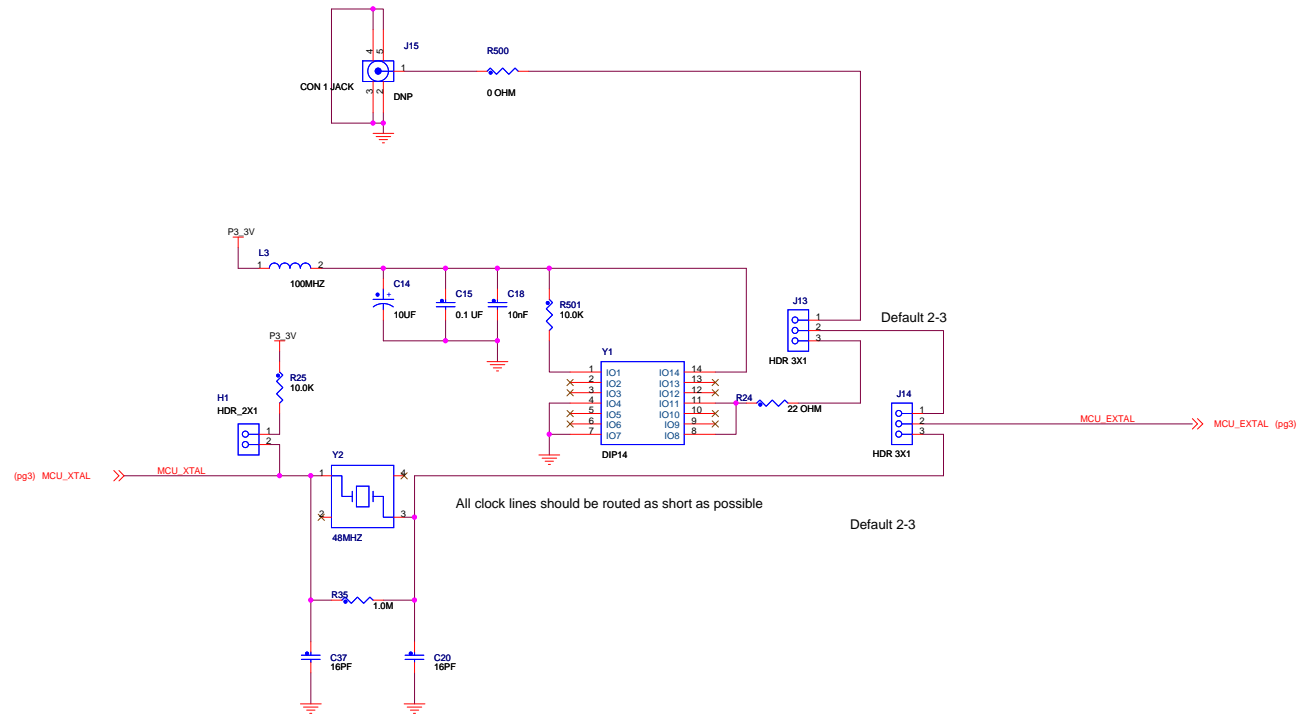 J15
4 5
1
3 2
CON 1 JACK
DNP
R500
0 OHM
P3_3V
L3
1 2
100MHZ
C14
+
10UF
C15
0.1 UF
C18
10nF
R501
10.0K
J13
1
2
3
HDR 3X1
Default 2-3
P3_3V
R25
10.0K
H1
HDR_2X1
1
2
Y1
1 IO1 IO14 14
2 IO2 IO13 13
3 IO3 IO12 12
4 IO4 IO11 11
5 IO5 IO10 10
6 IO6 IO9 9
7 IO7 IO8 8
DIP14
R24
22 OHM
J14
1
2
3
HDR 3X1
MCU_EXTAL
MCU_EXTAL (pg3)
(pg3) MCU_XTAL
MCU_XTAL
Y2
1 4
2 3
48MHZ
All clock lines should be routed as short as possible
Default 2-3
R35
1.0M
C37
16PF
C20
16PF